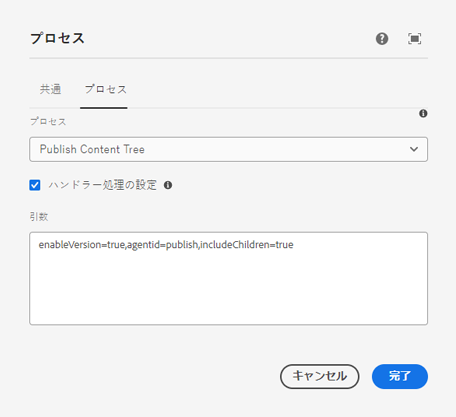 プロセス
共通 プロセス
プロセス
Publish Content Tree
ハンドラー処理の設定
引数
enableVersion=true,agentid=publish,includeChildren=true
キャンセル 完了